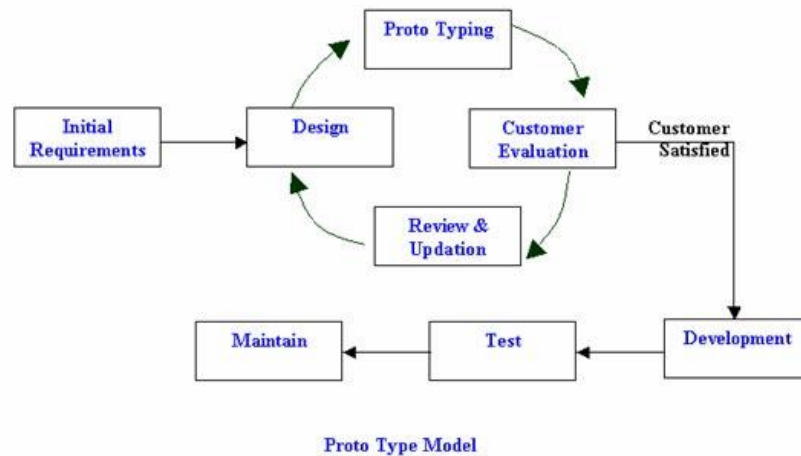 Proto Typing
Initial
Requirements
Design
Customer
Evaluation
Customer
Satisfied
Review &
Updation
Maintain
Test
Development
Proto Type Model